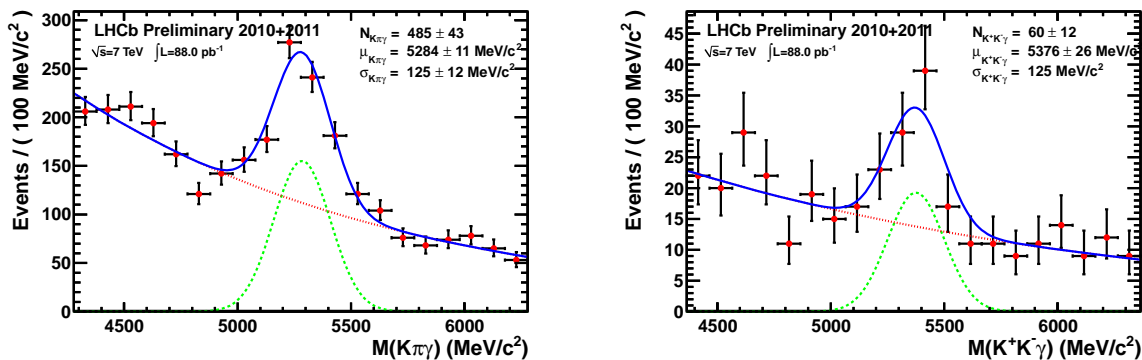 LHCb Preliminary 2010+2011
√s=7 TeV ∫L=88.0 pb⁻¹
N_Kπγ = 485 ± 43
μ_Kπγ = 5284 ± 11 MeV/c²
σ_Kπγ = 125 ± 12 MeV/c²
Events / ( 100 MeV/c² )
300
250
200
150
100
50
0
4500 5000 5500 6000
M(Kπγ) (MeV/c²)
LHCb Preliminary 2010+2011
√s=7 TeV ∫L=88.0 pb⁻¹
N_K⁺K⁻γ = 60 ± 12
μ_K⁺K⁻γ = 5376 ± 26 MeV/c
σ_K⁺K⁻γ = 125 MeV/c²
Events / ( 100 MeV/c²
45
40
35
30
25
20
15
10
5
0
4500 5000 5500 6000
M(K⁺K⁻γ) (MeV/c²)